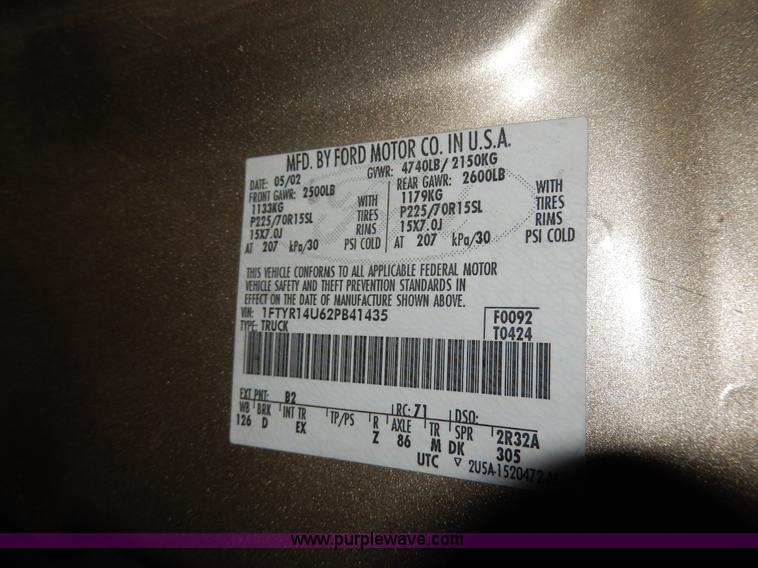 MFD. BY FORD MOTOR CO. IN U.S.A.
DATE: 05/02 GVWR: 4740LB/ 2150KG
FRONT GAWR: 2500LB REAR GAWR: 2600LB
1133KG WITH 1179KG WITH
P225/70R15SL TIRES P225/70R15SL TIRES
15X7.0J RIMS 15X7.0J RIMS
AT 207 kPa/30 PSI COLD AT 207 kPa/30 PSI COLD
THIS VEHICLE CONFORMS TO ALL APPLICABLE FEDERAL MOTOR
VEHICLE SAFETY AND THEFT PREVENTION STANDARDS IN
EFFECT ON THE DATE OF MANUFACTURE SHOWN ABOVE.
VIN: 1FTYR14U62PB41435 F0092
TYPE: TRUCK T0424
EXT PNT: B2 RC: 71 DSO:
WB BRK INT TR TP/PS R AXLE TR SPR 2R32A
126 D EX Z 86 M DK 305
UTC ▽ 2U5A-1520472-
www.purplewave.com